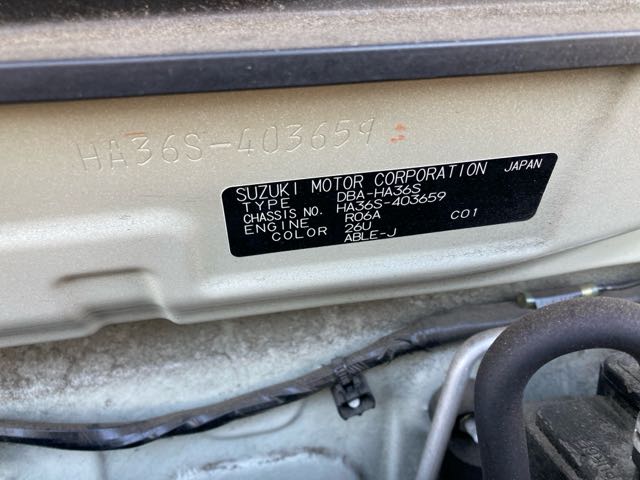 HA36S-403659
SUZUKI MOTOR CORPORATION JAPAN
TYPE DBA-HA36S
CHASSIS NO. HA36S-403659
ENGINE R06A C01
COLOR 26U
ABLE-J